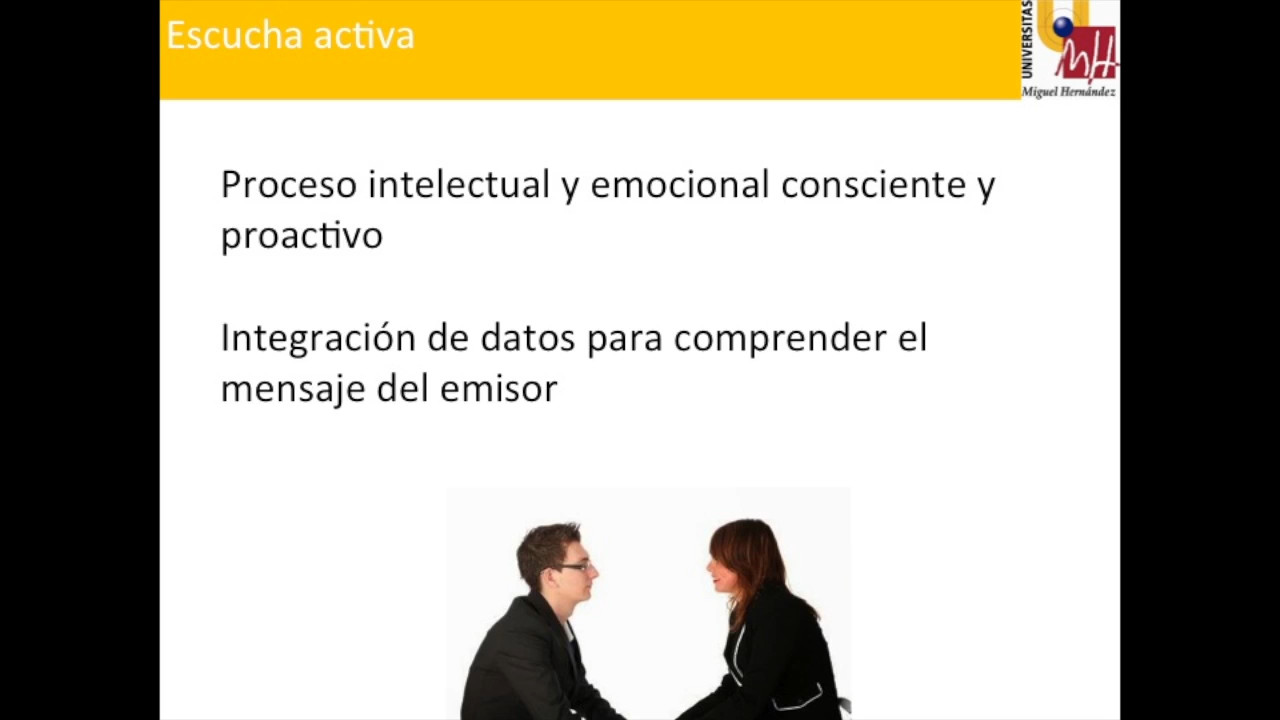 Escucha activa
UNIVERSITAS
Miguel Hernández
Proceso intelectual y emocional consciente y
proactivo
Integración de datos para comprender el
mensaje del emisor